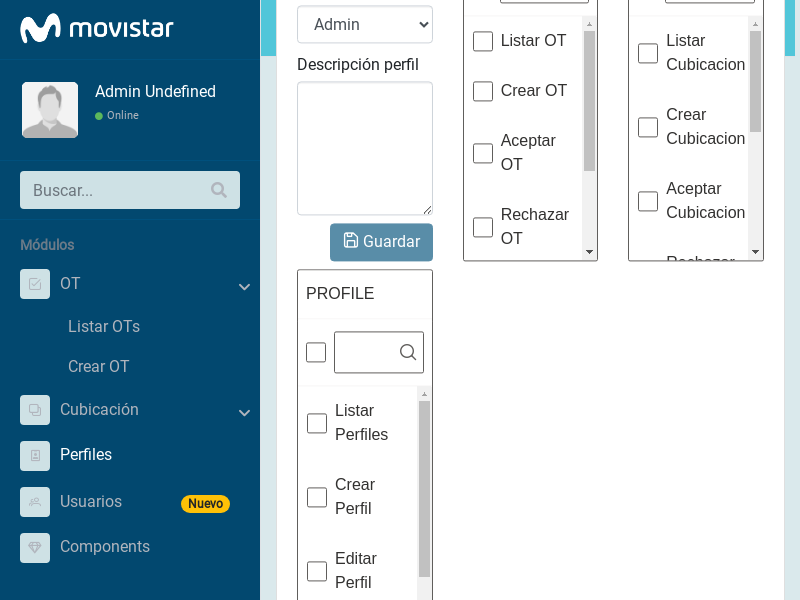 movistar
Admin Undefined
Online
Buscar...
Módulos
OT
Listar OTs
Crear OT
Cubicación
Perfiles
Usuarios
Nuevo
Components
Admin
Descripción perfil
Guardar
PROFILE
Listar
Perfiles
Crear
Perfil
Editar
Perfil
Listar OT
Crear OT
Aceptar
OT
Rechazar
OT
Listar
Cubicacion
Crear
Cubicacion
Aceptar
Cubicacion
Rechazar